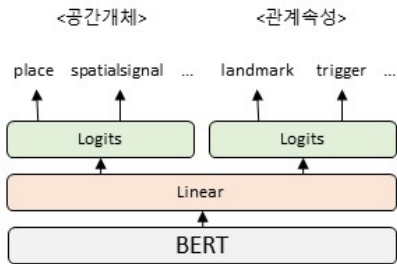 <공간개체> <관계속성>
place spatialsignal ... landmark trigger ...
Logits Logits
Linear
BERT